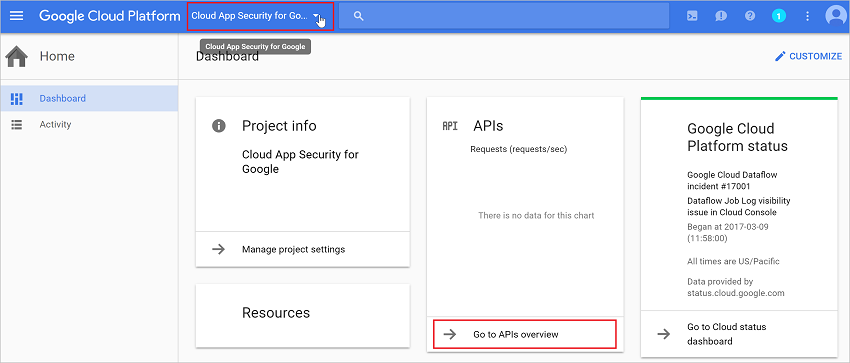 Google Cloud Platform
Cloud App Security for Go...
1
Cloud App Security for Google
Home
Dashboard
CUSTOMIZE
Dashboard
Activity
Project info
Cloud App Security for
Google
Manage project settings
Resources
API
APIs
Requests (requests/sec)
There is no data for this chart
Go to APIs overview
Google Cloud
Platform status
Google Cloud Dataflow
incident #17001
Dataflow Job Log visibility
issue in Cloud Console
Began at 2017-03-09
(11:58:00)
All times are US/Pacific
Data provided by
status.cloud.google.com
Go to Cloud status
dashboard